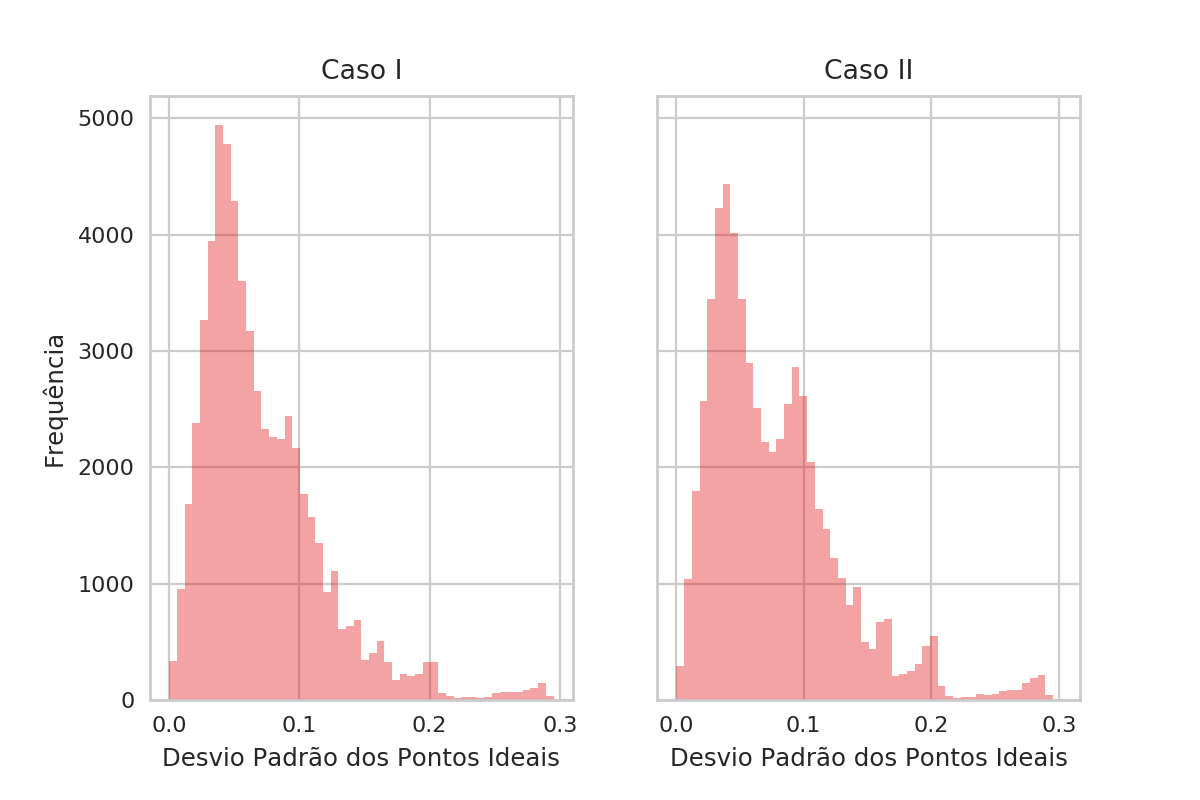 Caso I
Caso II
Frequência
5000
4000
3000
2000
1000
0
0.0 0.1 0.2 0.3
0.0 0.1 0.2 0.3
Desvio Padrão dos Pontos Ideais
Desvio Padrão dos Pontos Ideais